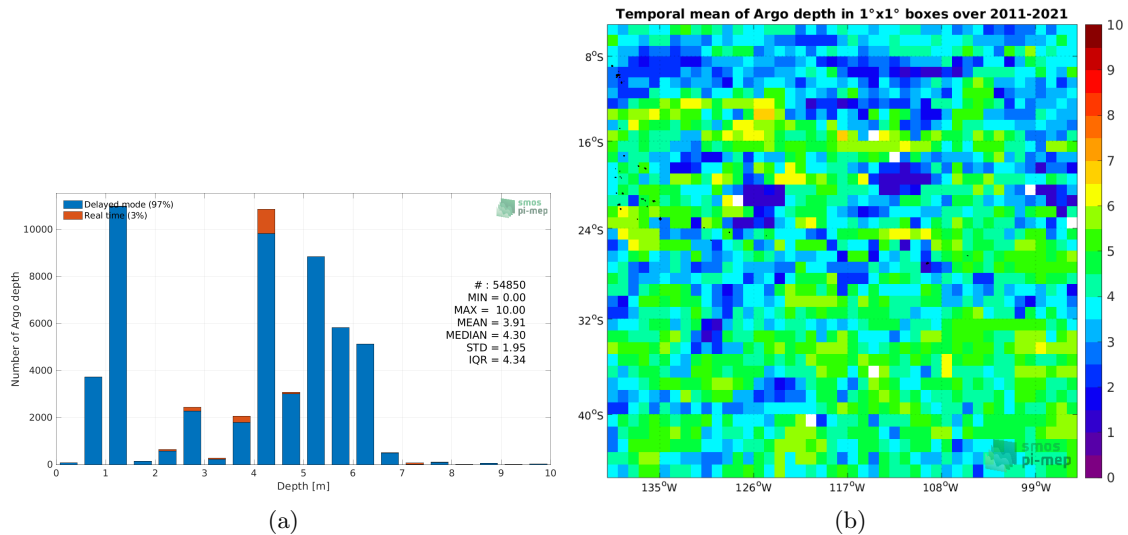 Temporal mean of Argo depth in 1°x1° boxes over 2011-2021
Delayed mode (97%)
Real time (3%)
smos
pi-mep
Number of Argo depth
10000
8000
6000
4000
2000
0
# : 54850
MIN = 0.00
MAX = 10.00
MEAN = 3.91
MEDIAN = 4.30
STD = 1.95
IQR = 4.34
0 1 2 3 4 5 6 7 8 9 10
Depth [m]
(a)
8°S
16°S
24°S
32°S
40°S
135°W 126°W 117°W 108°W 99°W
smos
pi-mep
10
9
8
7
6
5
4
3
2
1
0
(b)